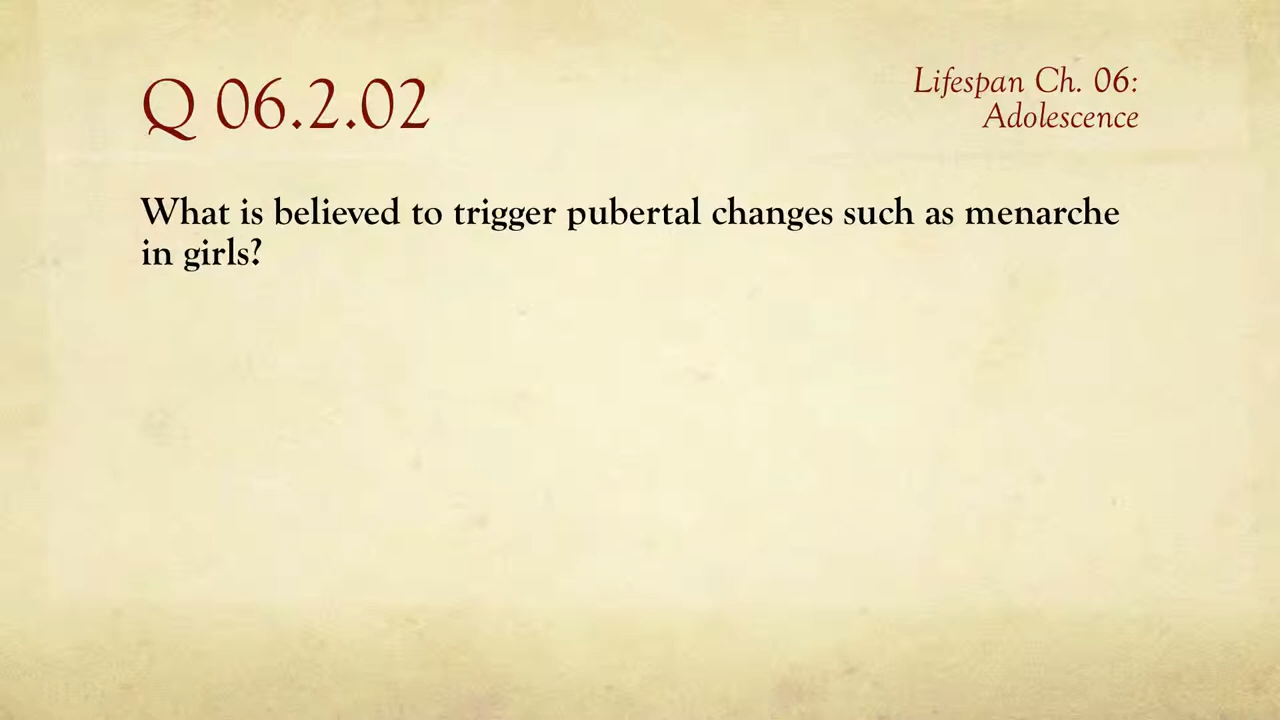 Q 06.2.02
Lifespan Ch. 06:
Adolescence
What is believed to trigger pubertal changes such as menarche
in girls?